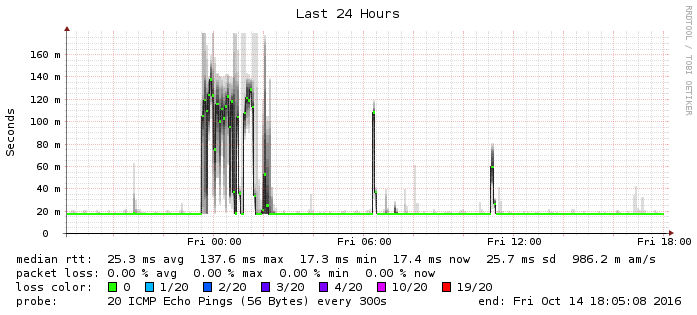 Last 24 Hours
RRDTOOL / TOBI OETIKER
Seconds
160 m
140 m
120 m
100 m
80 m
60 m
40 m
20 m
0
Fri 00:00 Fri 06:00 Fri 12:00 Fri 18:00
median rtt: 25.3 ms avg 137.6 ms max 17.3 ms min 17.4 ms now 25.7 ms sd 986.2 m am/s
packet loss: 0.00 % avg 0.00 % max 0.00 % min 0.00 % now
loss color: 0 1/20 2/20 3/20 4/20 10/20 19/20
probe: 20 ICMP Echo Pings (56 Bytes) every 300s end: Fri Oct 14 18:05:08 2016